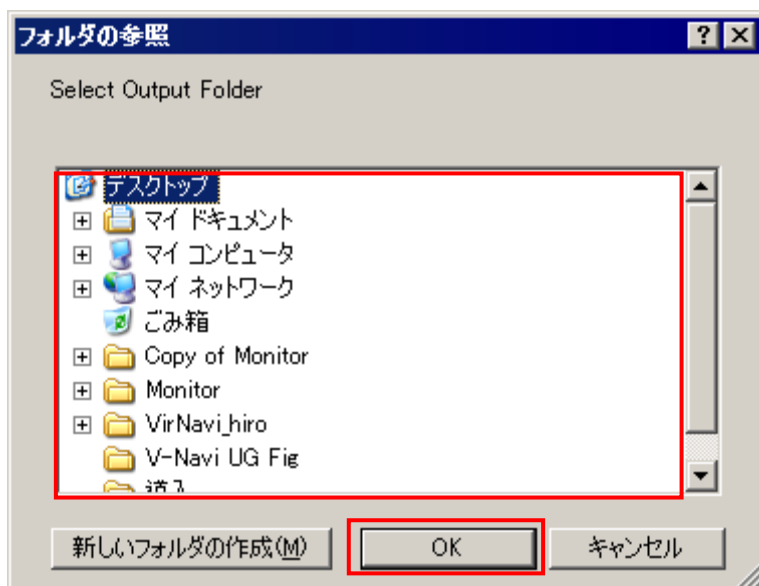 フォルダの参照
Select Output Folder
デスクトップ
マイ ドキュメント
マイ コンピュータ
マイ ネットワーク
ごみ箱
Copy of Monitor
Monitor
VirNavi_hiro
V-Navi UG Fig
新しいフォルダの作成(M) OK キャンセル